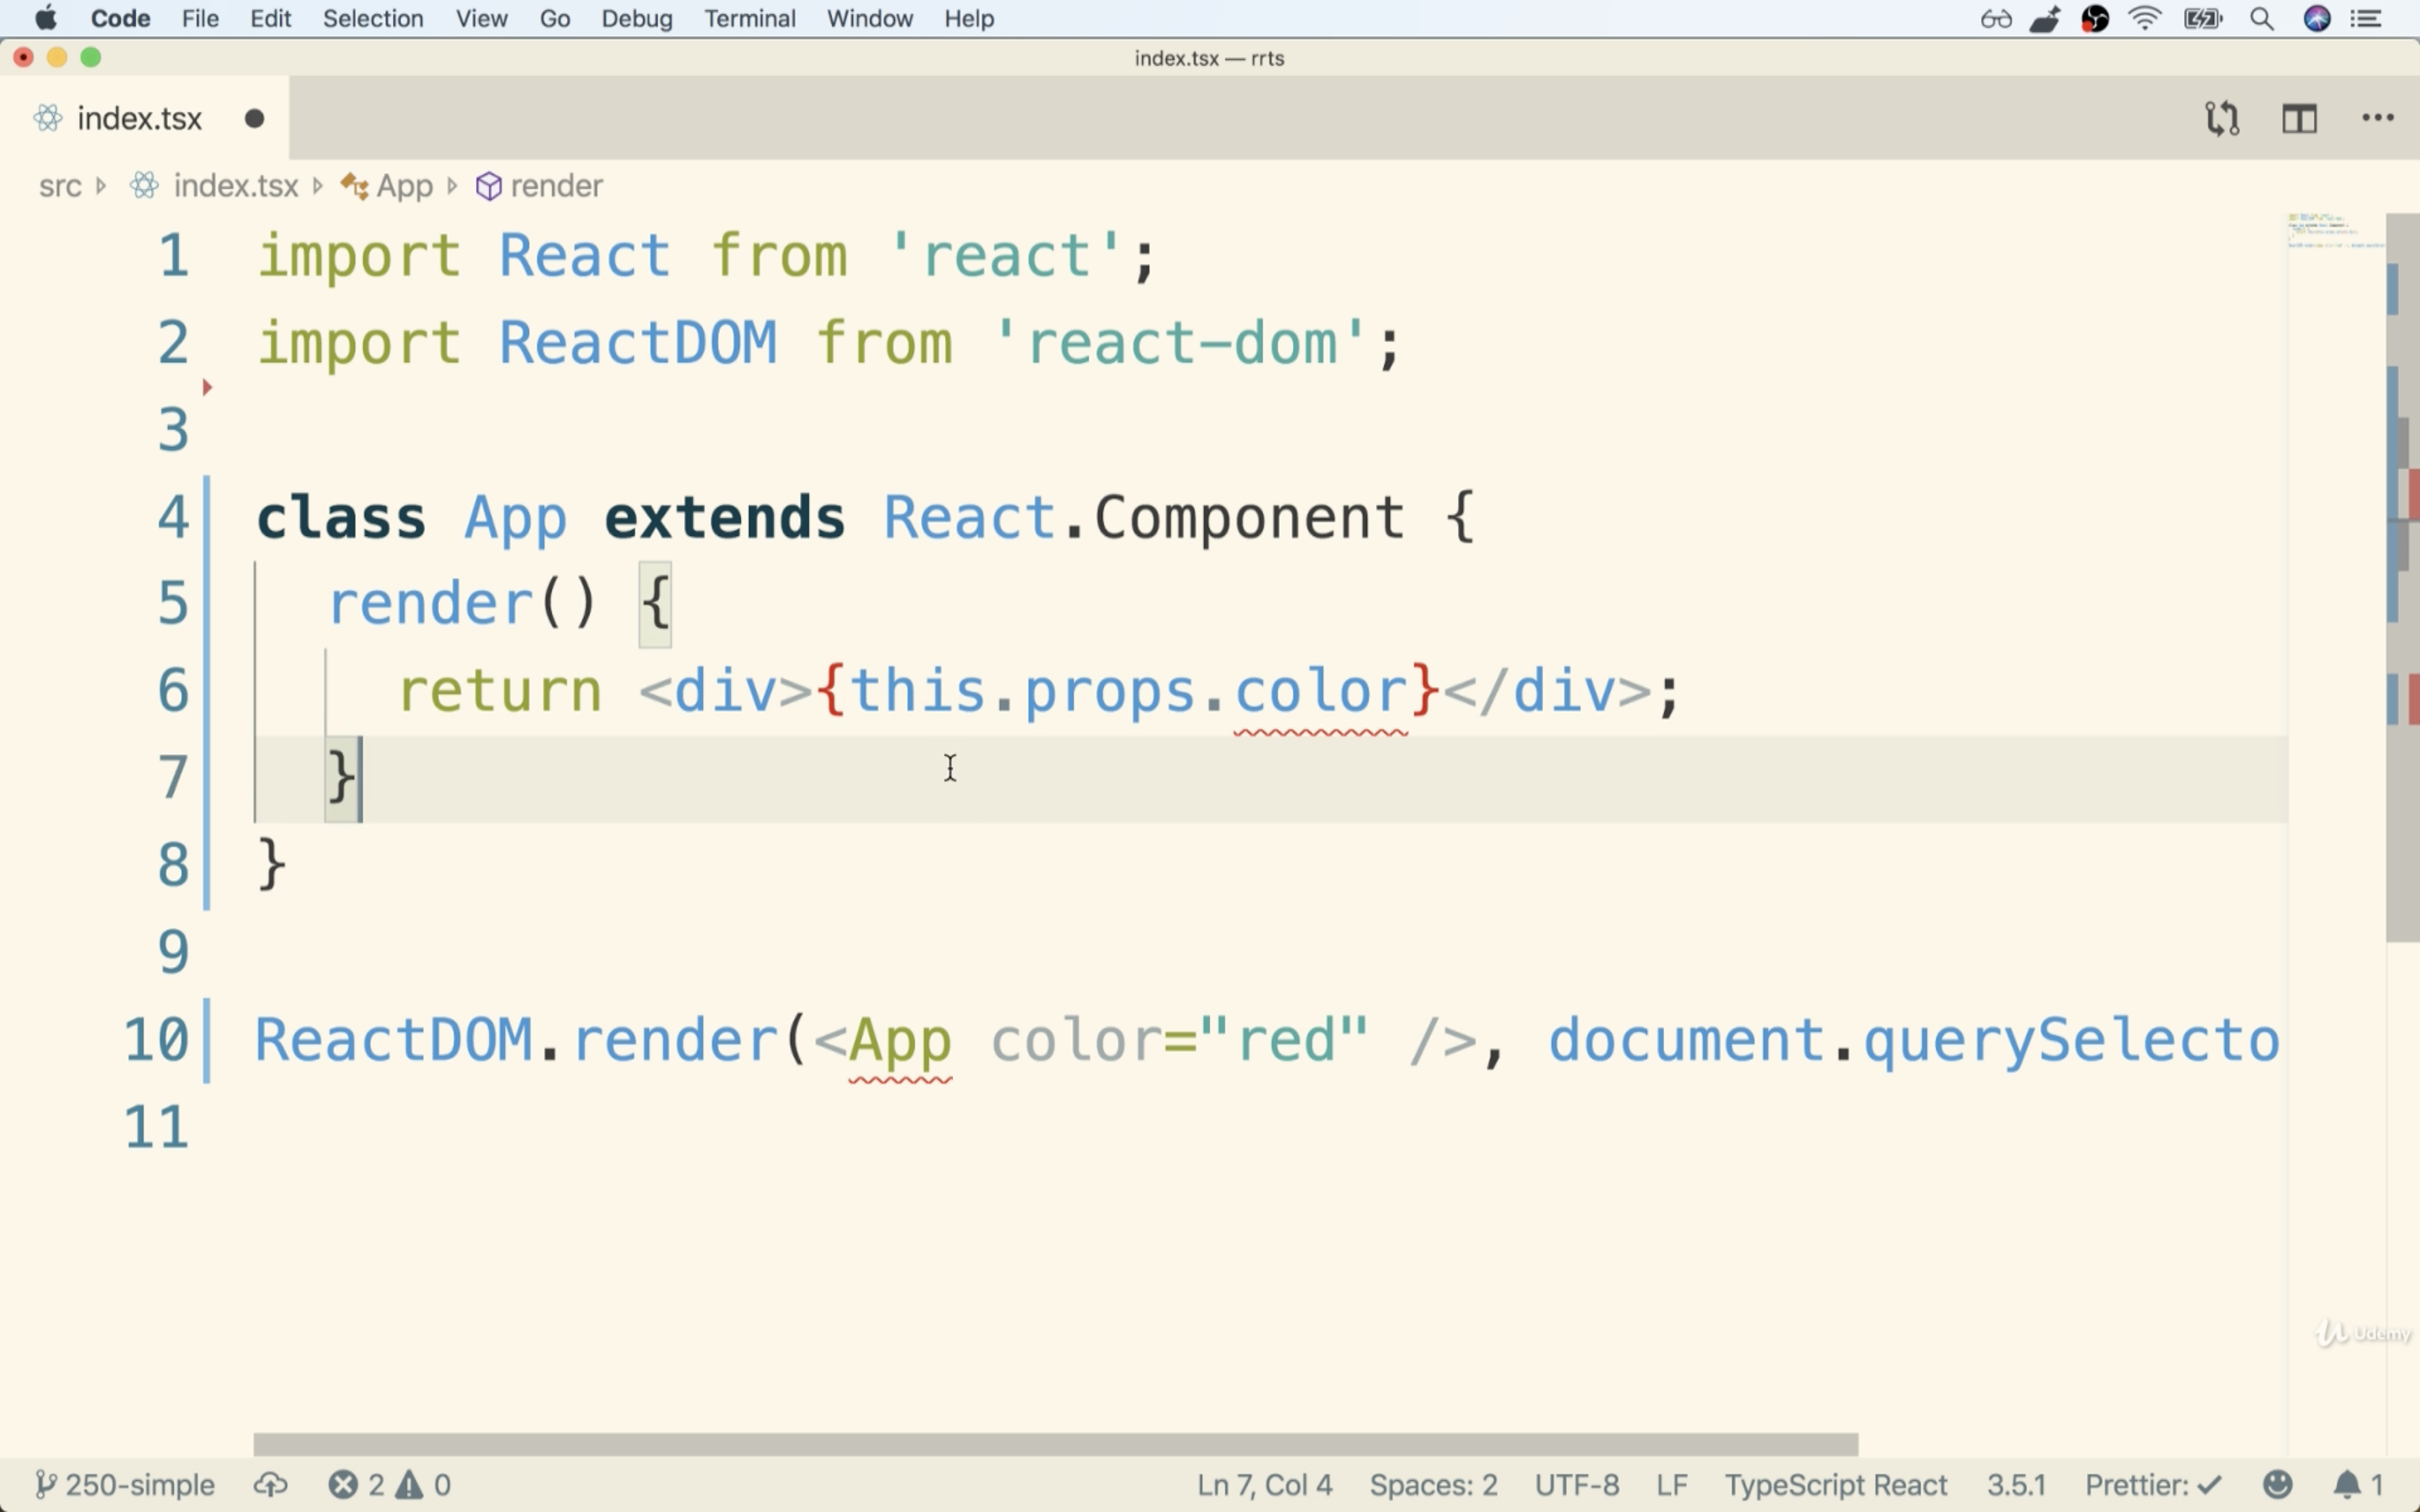 Code File Edit Selection View Go Debug Terminal Window Help
index.tsx — rrts
index.tsx
src index.tsx App render
1 import React from 'react';
2 import ReactDOM from 'react-dom';
3
4 class App extends React.Component {
5 render() {
6 return <div>{this.props.color}</div>;
7 }
8 }
9
10 ReactDOM.render(<App color="red" />, document.querySelecto
11
Udemy
250-simple 2 0 Ln 7, Col 4 Spaces: 2 UTF-8 LF TypeScript React 3.5.1 Prettier: ✓ 1